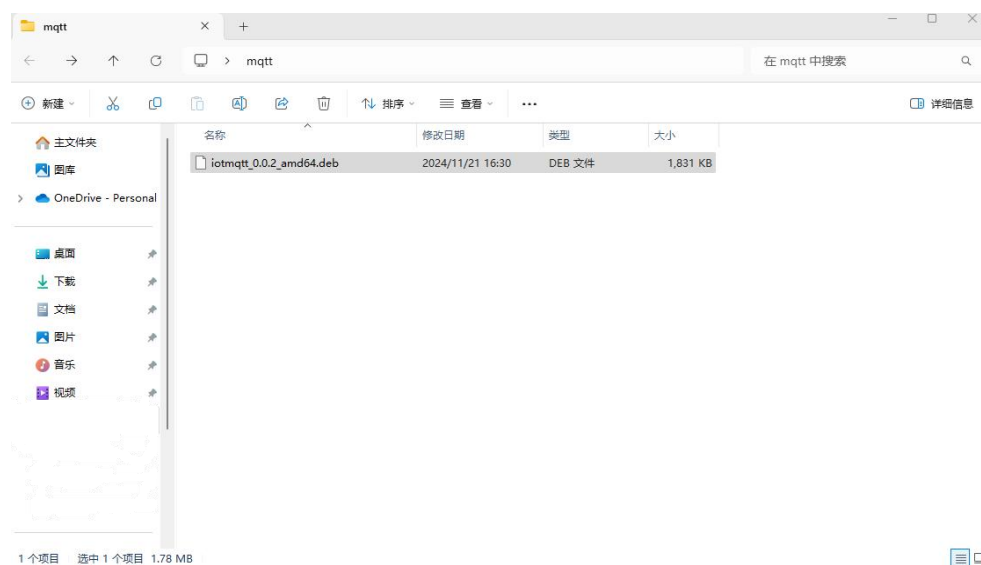 mqtt
mqtt
在 mqtt 中搜索
新建
排序
查看
详细信息
主文件夹
图库
OneDrive - Personal
桌面
下载
文档
图片
音乐
视频
名称 修改日期 类型 大小
iotmqtt_0.0.2_amd64.deb 2024/11/21 16:30 DEB 文件 1,831 KB
1 个项目 选中 1 个项目 1.78 MB